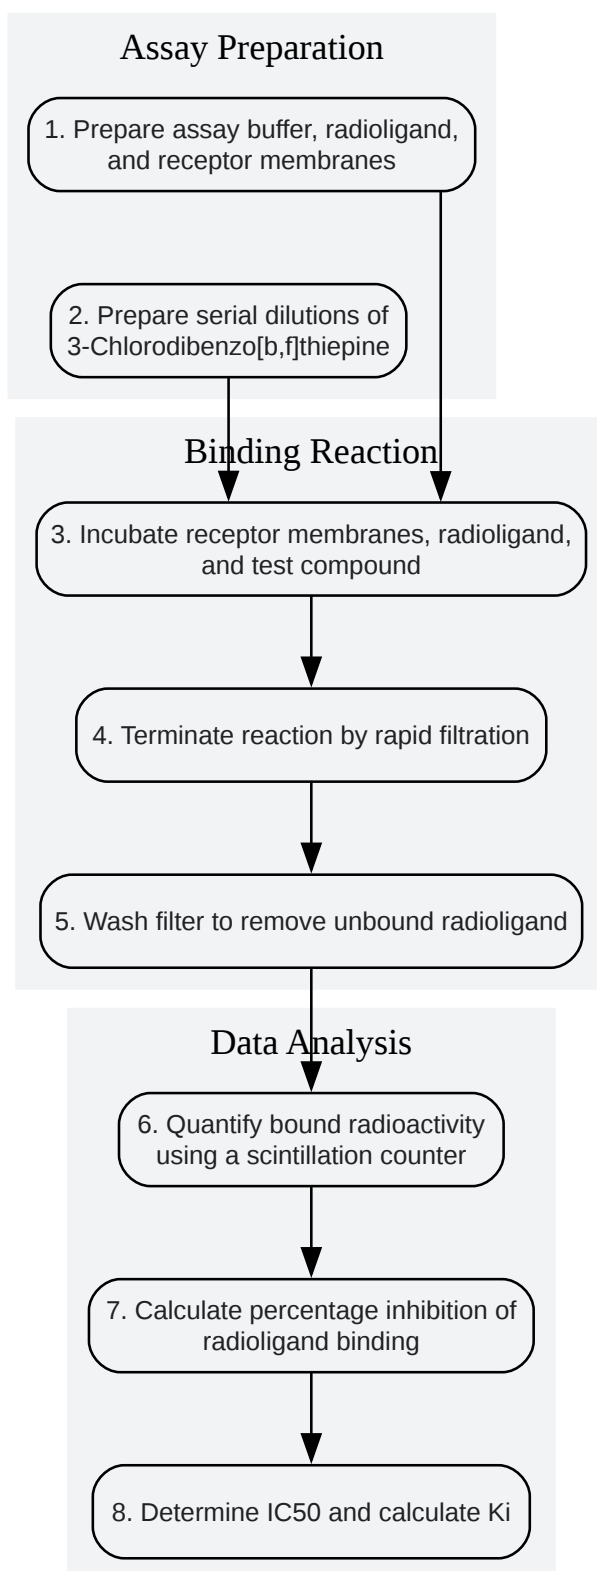 Assay Preparation
1. Prepare assay buffer, radioligand,
and receptor membranes
2. Prepare serial dilutions of
3-Chlorodibenzo[b,f]thiepine
Binding Reaction
3. Incubate receptor membranes, radioligand,
and test compound
4. Terminate reaction by rapid filtration
5. Wash filter to remove unbound radioligand
Data Analysis
6. Quantify bound radioactivity
using a scintillation counter
7. Calculate percentage inhibition of
radioligand binding
8. Determine IC50 and calculate Ki